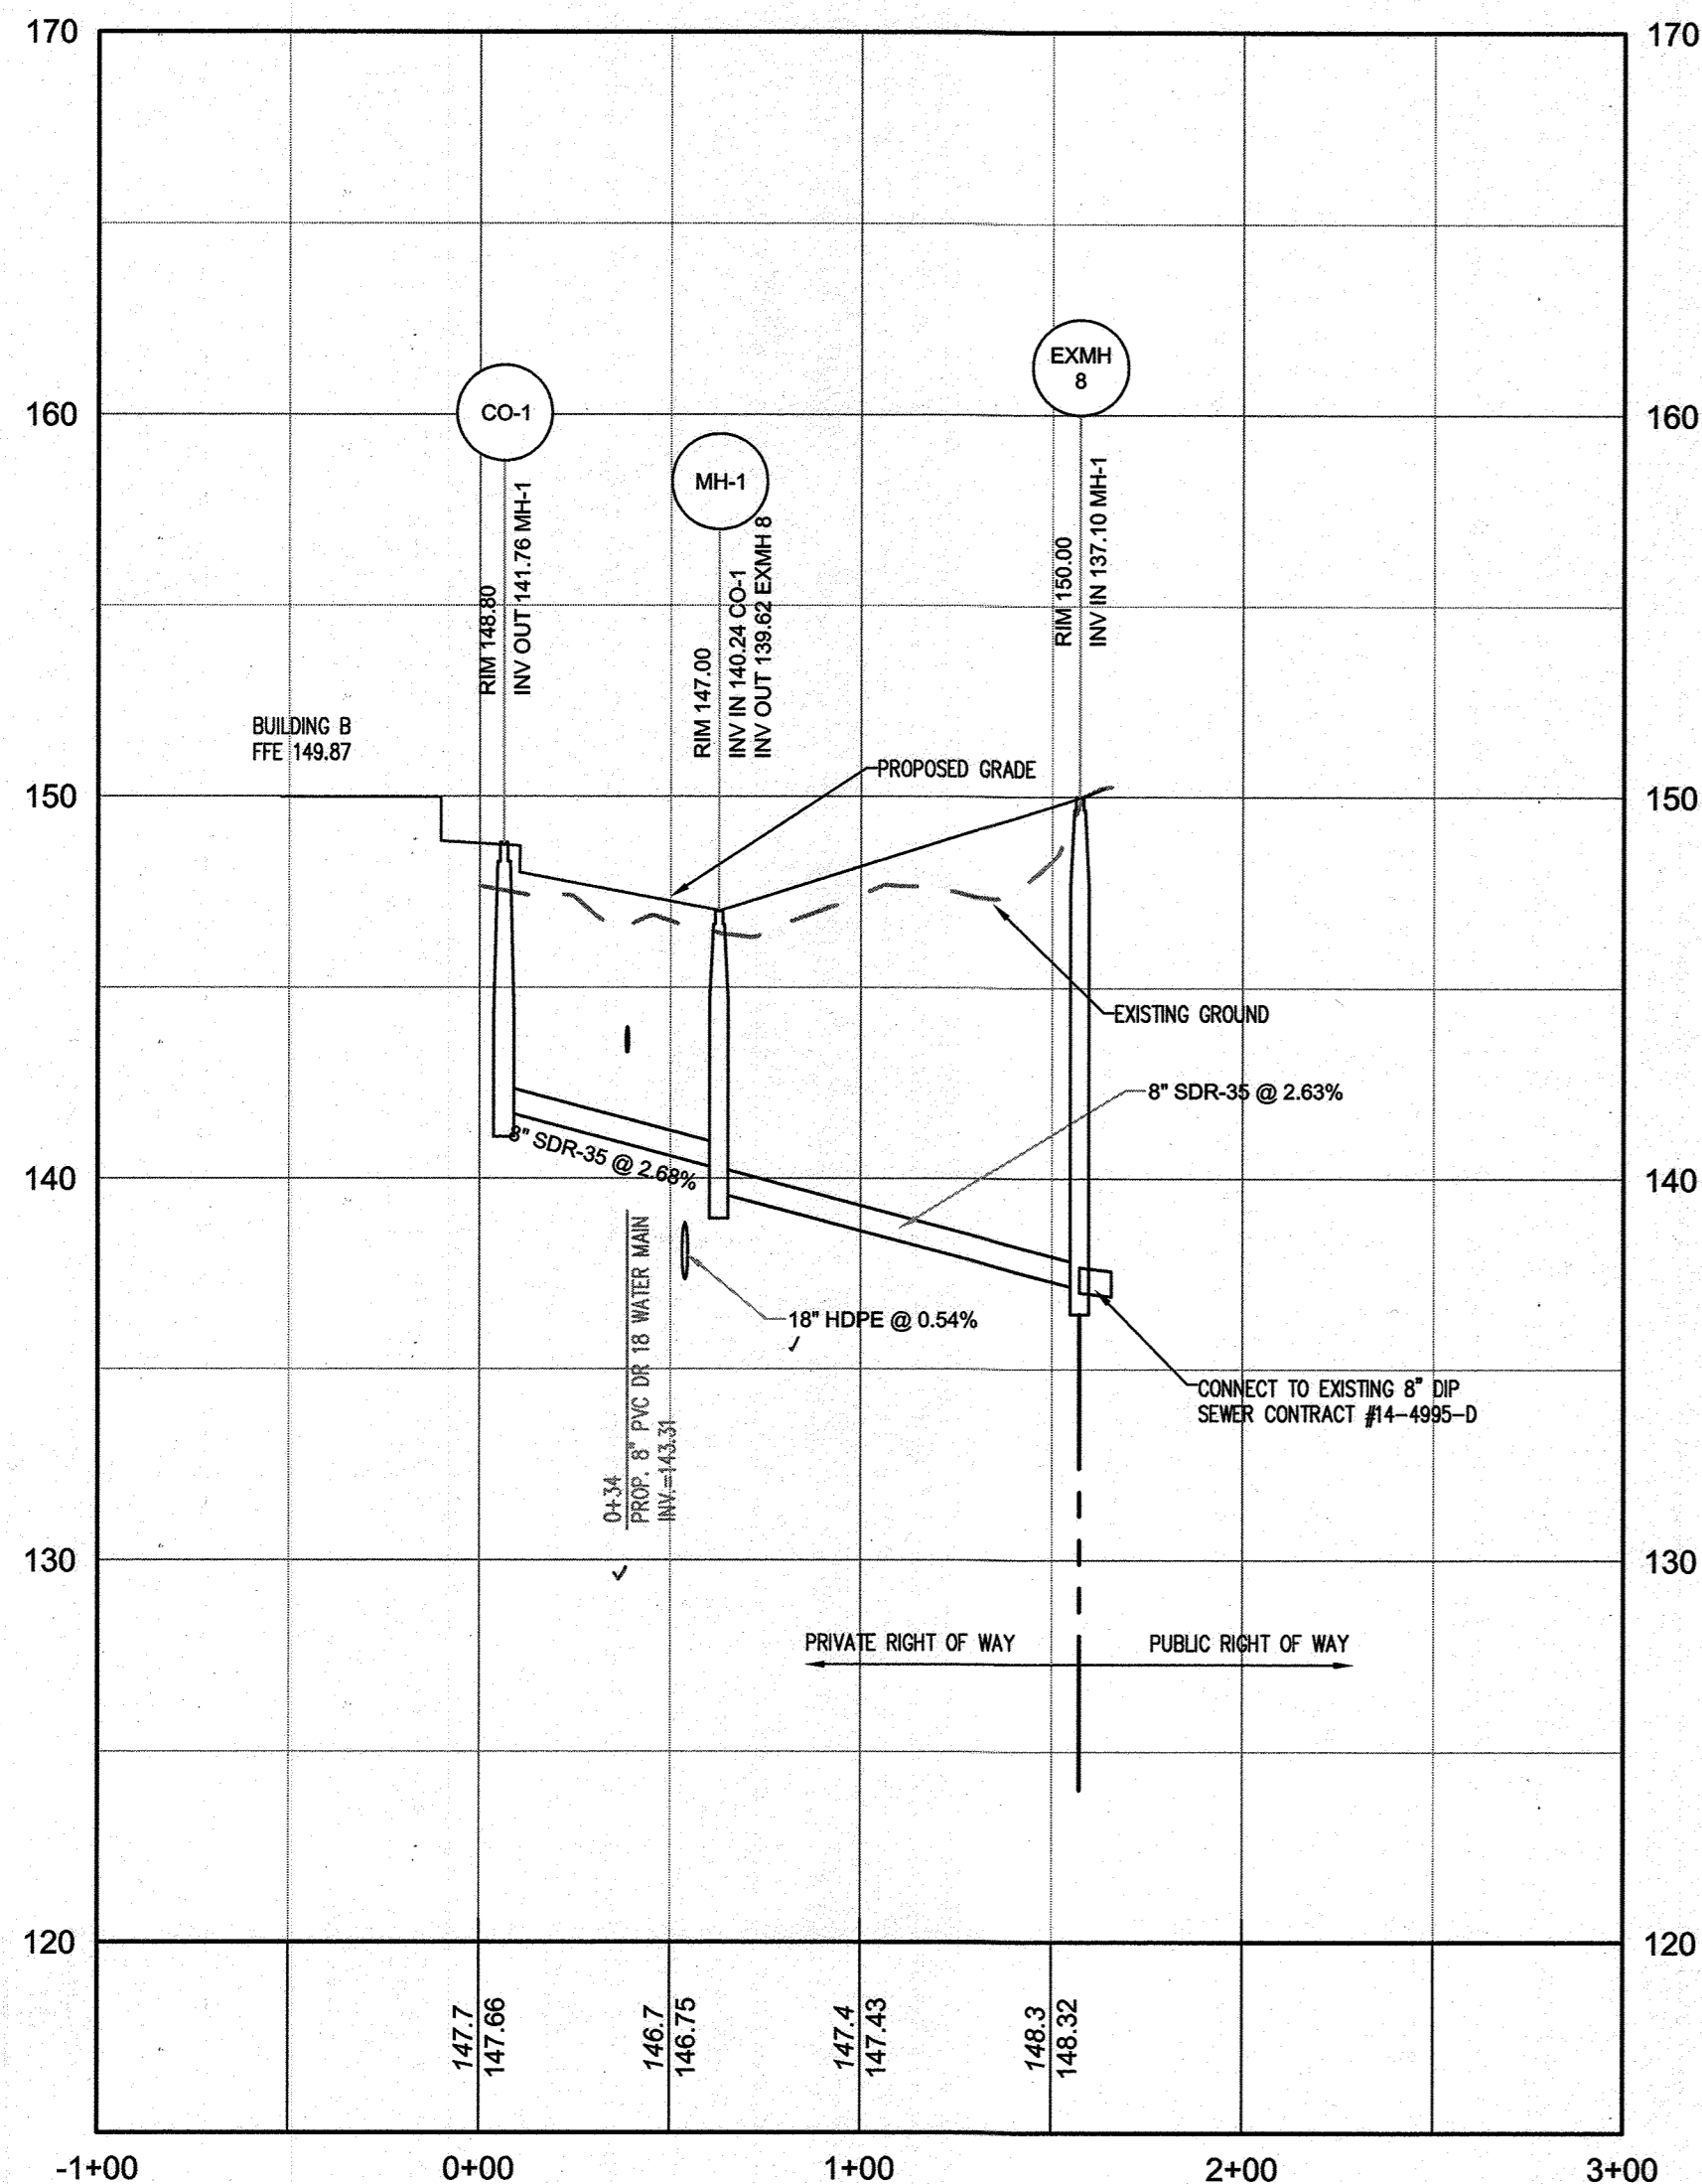 170
170
EXMH
8
160
CO-1
160
MH-1
RIM 148.80
INV OUT 141.76 MH-1
RIM 147.00
INV IN 140.24 CO-1
INV OUT 139.62 EXMH 8
RIM 150.00
INV IN 137.10 MH-1
BUILDING B
FFE 149.87
PROPOSED GRADE
150
150
EXISTING GROUND
8" SDR-35 @ 2.63%
8" SDR-35 @ 2.68%
140
140
0+34
PROP. 8" PVC DR 18 WATER MAIN
INV.=143.31
18" HDPE @ 0.54%
CONNECT TO EXISTING 8" DIP
SEWER CONTRACT #14-4995-D
130
130
PRIVATE RIGHT OF WAY
PUBLIC RIGHT OF WAY
120
120
147.7
147.66
146.7
146.75
147.4
147.43
148.3
148.32
-1+00
0+00
1+00
2+00
3+00